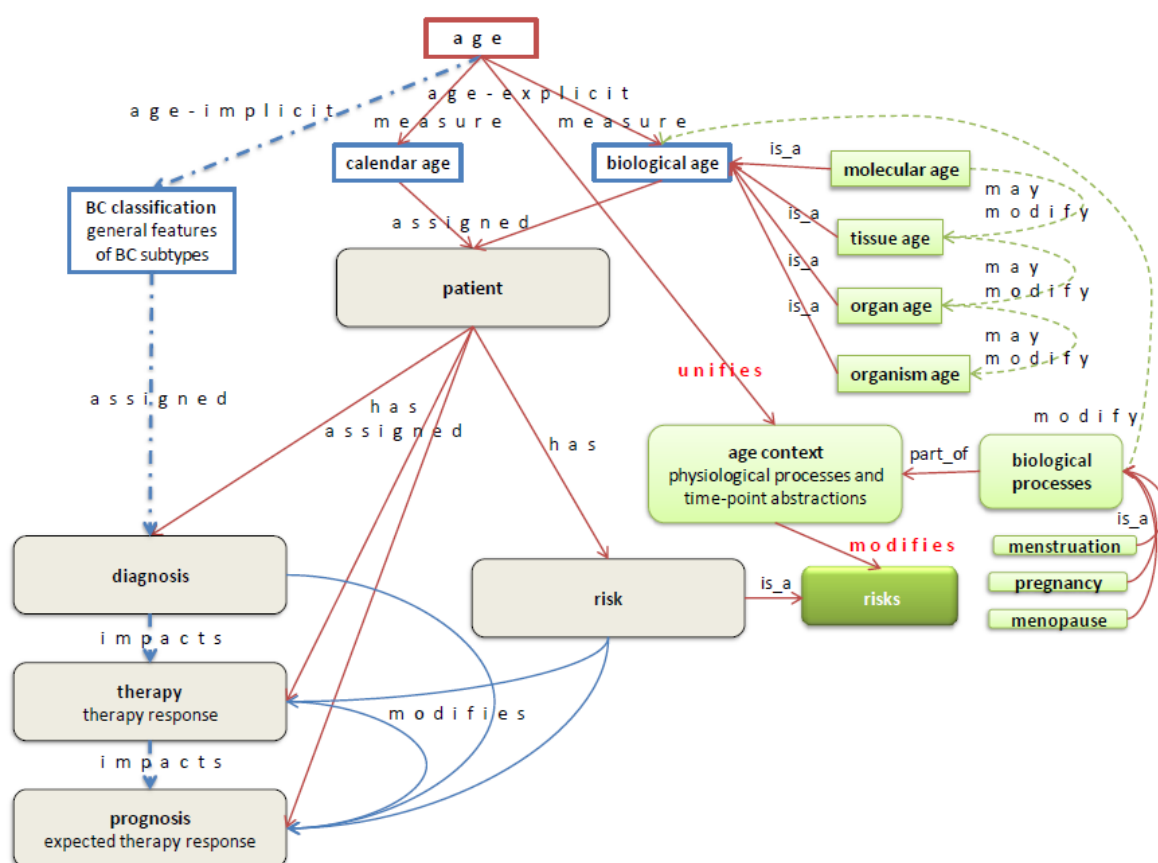 age
age-implicit
age-explicit
measure
measure
calendar age
biological age
is_a
molecular age
may
modify
BC classification
general features
of BC subtypes
assigned
is_a
tissue age
patient
is_a
may
modify
is_a
organ age
may
modify
organism age
unifies
assigned
has
assigned
has
modify
age context
physiological processes and
time-point abstractions
part_of
biological
processes
is_a
menstruation
modifies
diagnosis
risk
is_a
risks
pregnancy
menopause
impacts
therapy
therapy response
modifies
impacts
prognosis
expected therapy response